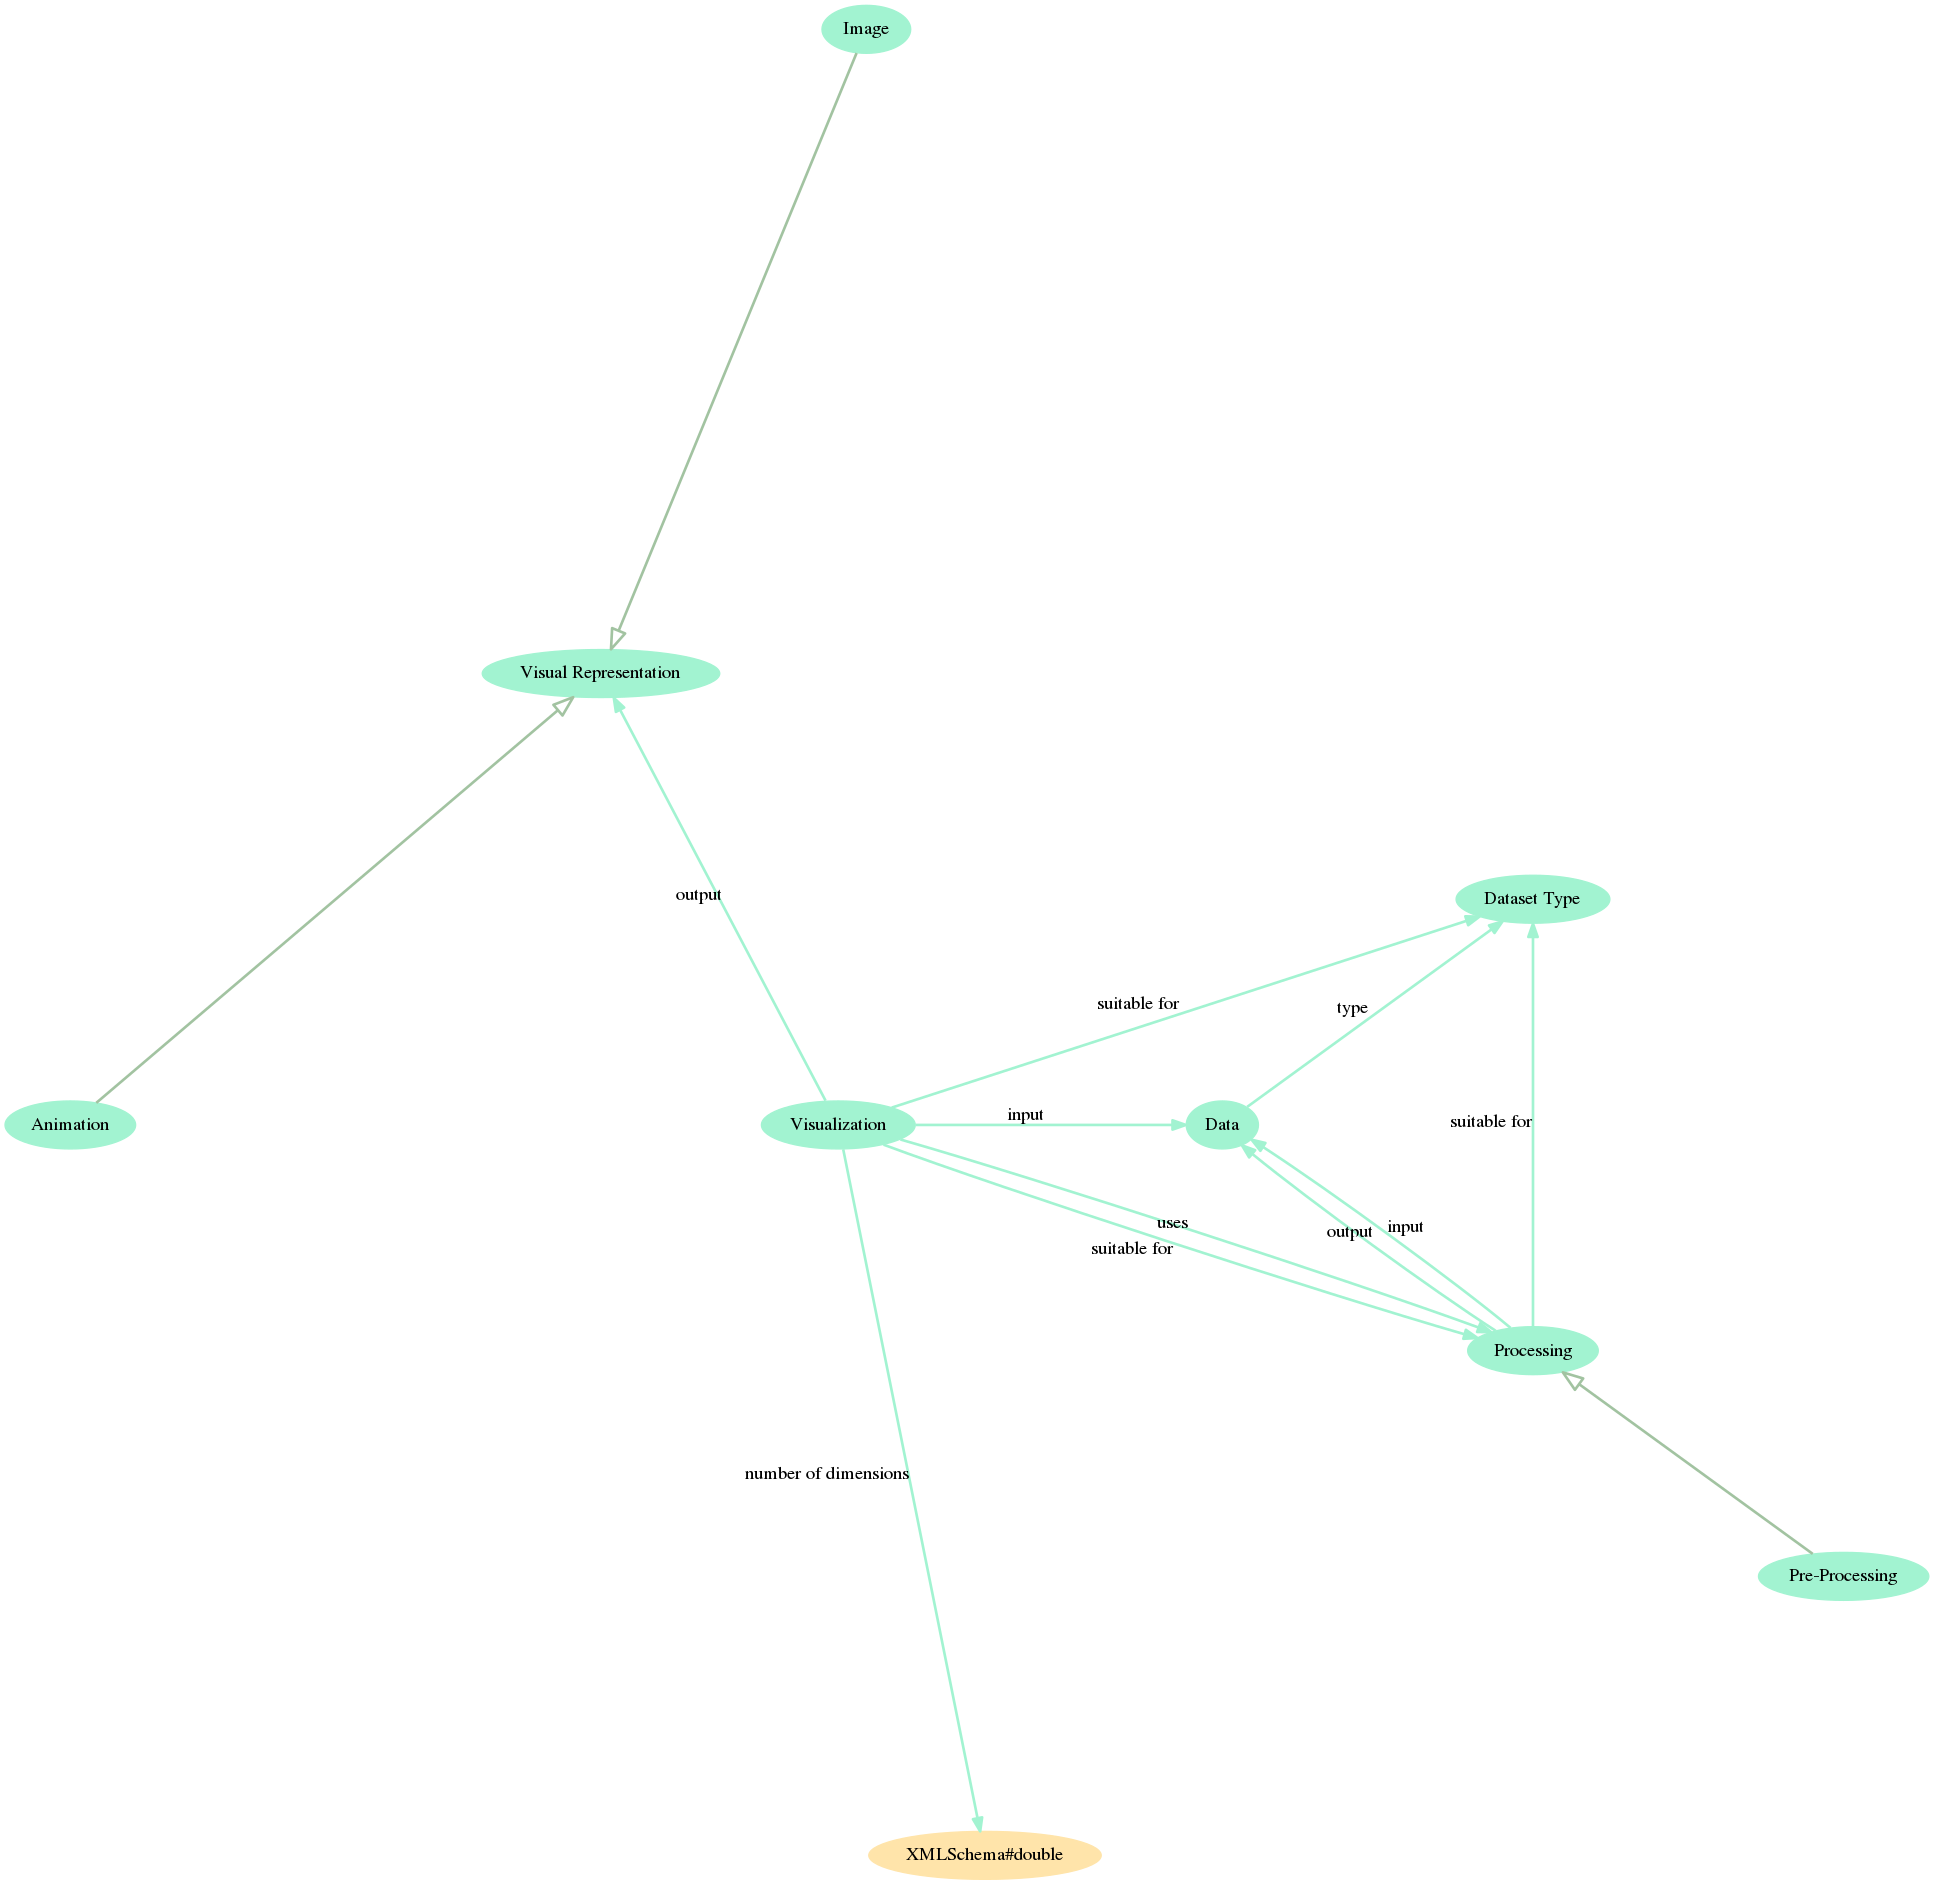 Image
Visual Representation
output
Dataset Type
suitable for
type
Animation
Visualization
input
Data
suitable for
uses
output
input
suitable for
Processing
number of dimensions
Pre-Processing
XMLSchema#double